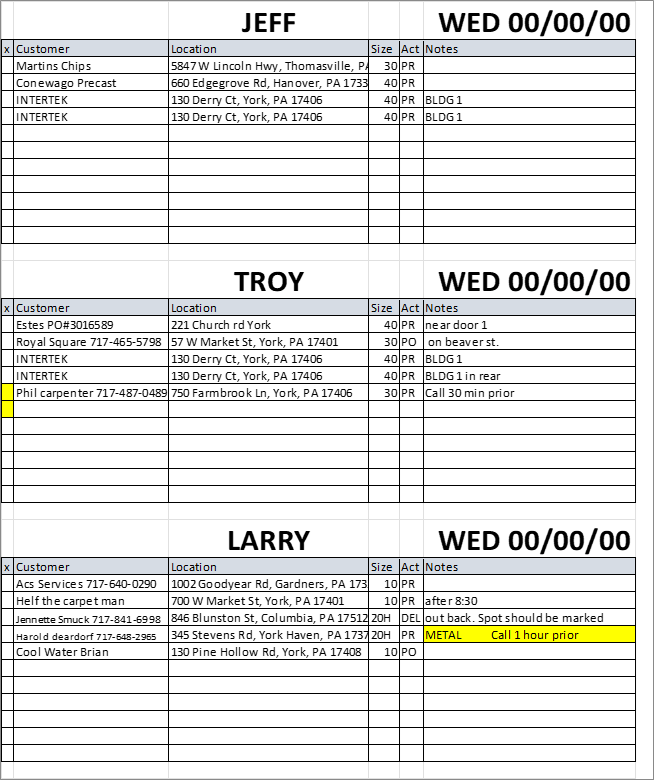 JEFF WED 00/00/00
x Customer Location Size Act Notes
Martins Chips 5847 W Lincoln Hwy, Thomasville, PA 30 PR
Conewago Precast 660 Edgegrove Rd, Hanover, PA 1733 40 PR
INTERTEK 130 Derry Ct, York, PA 17406 40 PR BLDG 1
INTERTEK 130 Derry Ct, York, PA 17406 40 PR BLDG 1
TROY WED 00/00/00
x Customer Location Size Act Notes
Estes PO#3016589 221 Church rd York 40 PR near door 1
Royal Square 717-465-5798 57 W Market St, York, PA 17401 30 PO on beaver st.
INTERTEK 130 Derry Ct, York, PA 17406 40 PR BLDG 1
INTERTEK 130 Derry Ct, York, PA 17406 40 PR BLDG 1 in rear
Phil carpenter 717-487-0489 750 Farmbrook Ln, York, PA 17406 30 PR Call 30 min prior
LARRY WED 00/00/00
x Customer Location Size Act Notes
Acs Services 717-640-0290 1002 Goodyear Rd, Gardners, PA 173 10 PR
Helf the carpet man 700 W Market St, York, PA 17401 10 PR after 8:30
Jennette Smuck 717-841-6998 846 Blunston St, Columbia, PA 17512 20H DEL out back. Spot should be marked
Harold deardorf 717-648-2965 345 Stevens Rd, York Haven, PA 1737 20H PR METAL Call 1 hour prior
Cool Water Brian 130 Pine Hollow Rd, York, PA 17408 10 PO